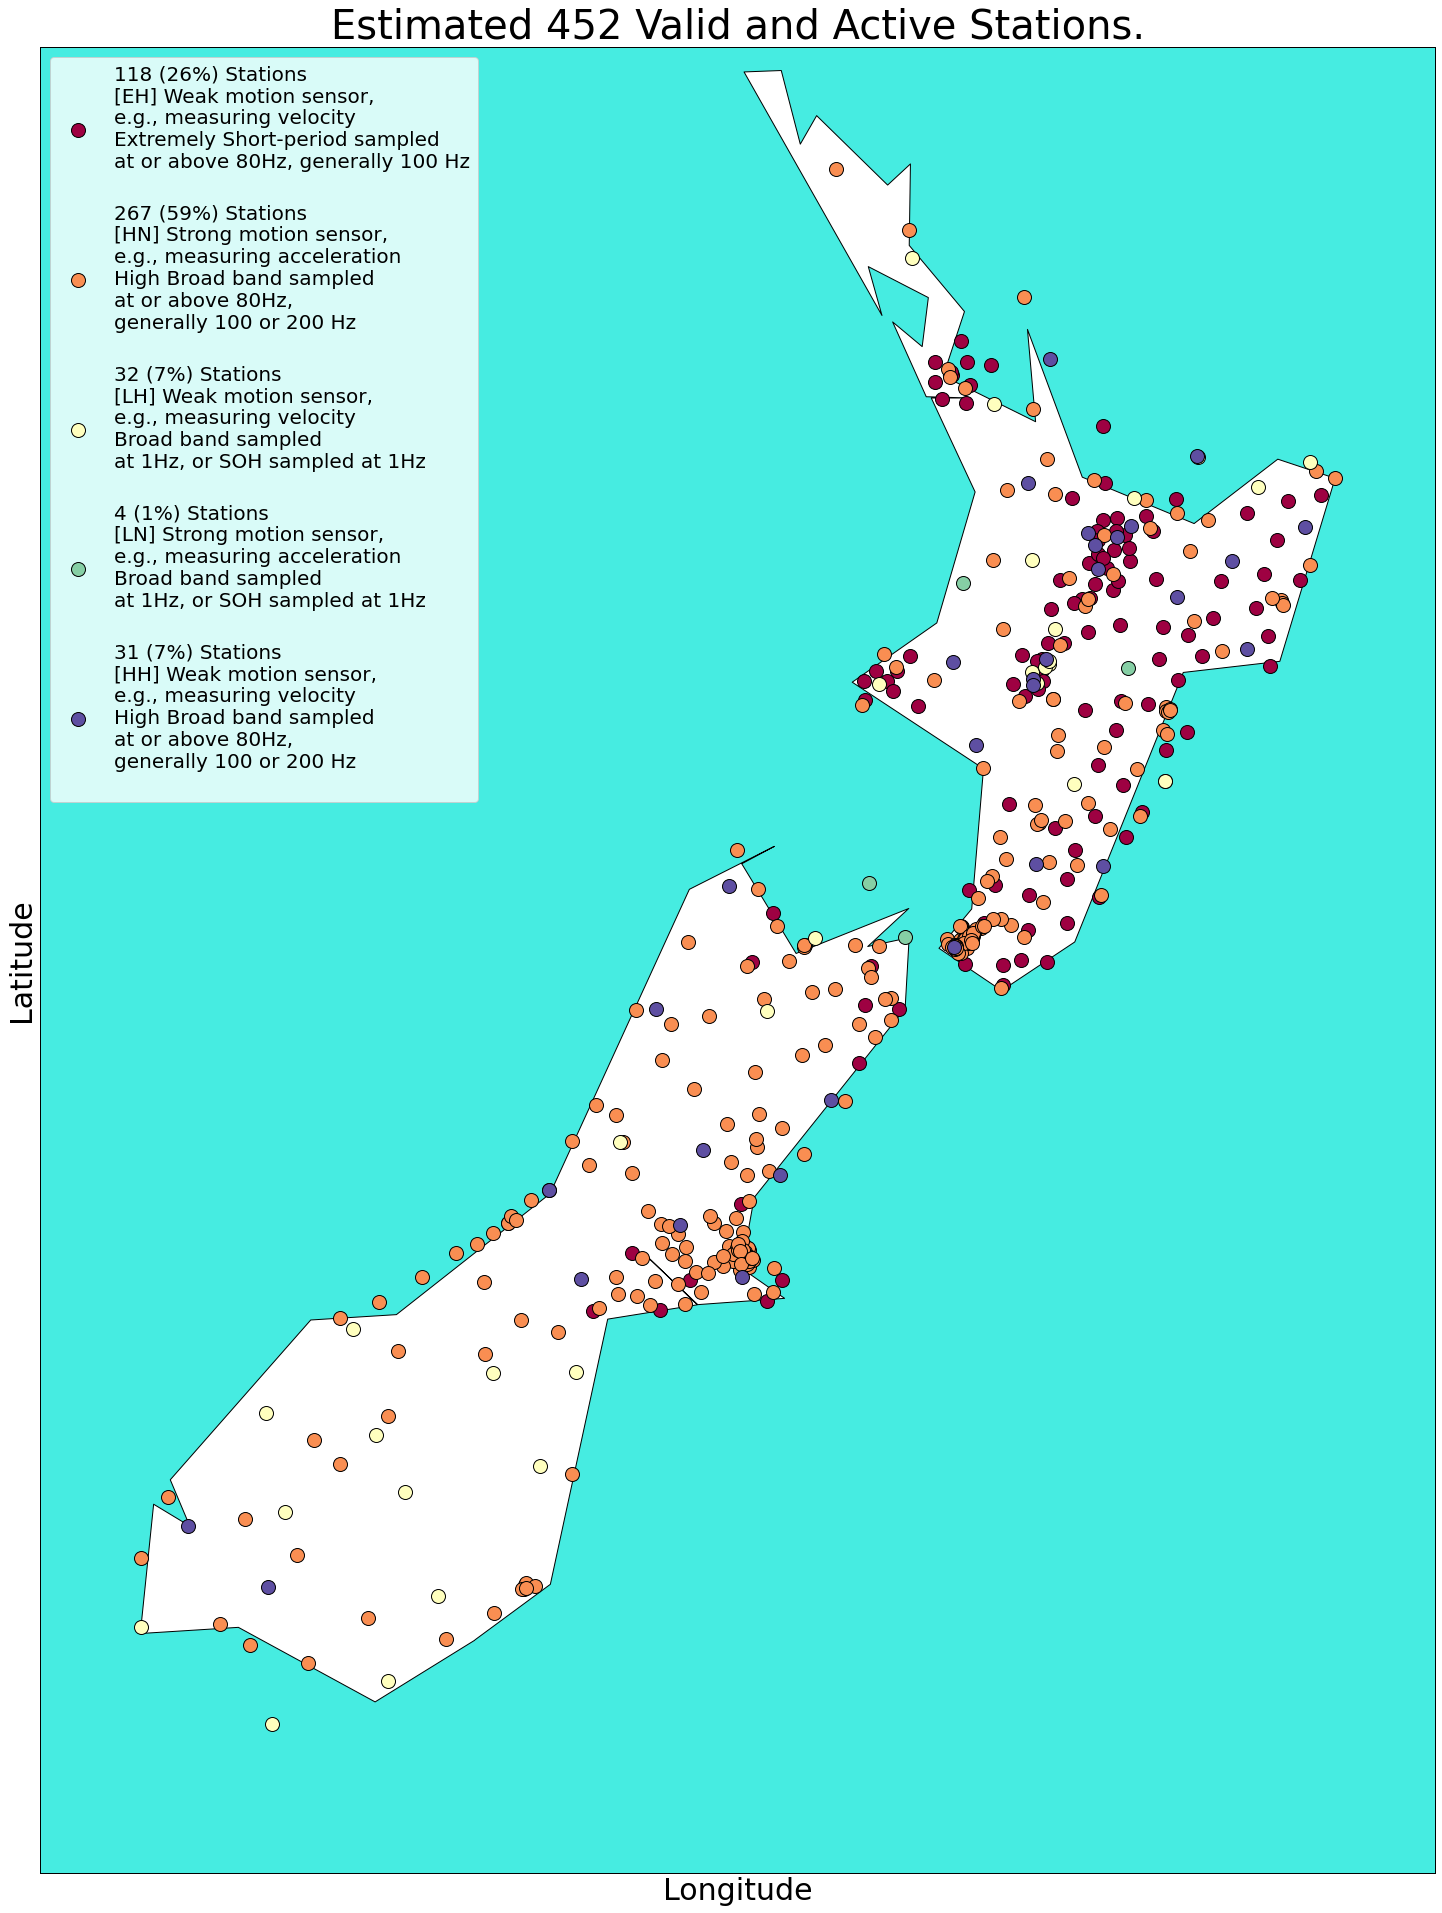 Estimated 452 Valid and Active Stations.
118 (26%) Stations
[EH] Weak motion sensor,
e.g., measuring velocity
Extremely Short-period sampled
at or above 80Hz, generally 100 Hz
267 (59%) Stations
[HN] Strong motion sensor,
e.g., measuring acceleration
High Broad band sampled
at or above 80Hz,
generally 100 or 200 Hz
32 (7%) Stations
[LH] Weak motion sensor,
e.g., measuring velocity
Broad band sampled
at 1Hz, or SOH sampled at 1Hz
4 (1%) Stations
[LN] Strong motion sensor,
e.g., measuring acceleration
Broad band sampled
at 1Hz, or SOH sampled at 1Hz
31 (7%) Stations
[HH] Weak motion sensor,
e.g., measuring velocity
High Broad band sampled
at or above 80Hz,
generally 100 or 200 Hz
Latitude
Longitude